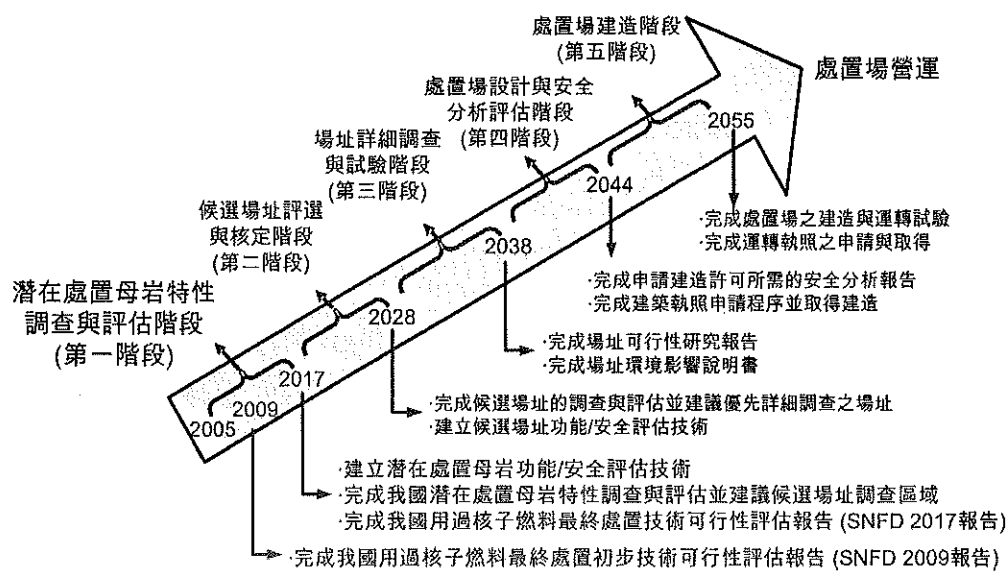 處置場建造階段
(第五階段)
處置場營運
處置場設計與安全
分析評估階段
(第四階段)
2055
場址詳細調查
與試驗階段
(第三階段)
2044
·完成處置場之建造與運轉試驗
·完成運轉執照之申請與取得
候選場址評選
與核定階段
(第二階段)
2038
·完成申請建造許可所需的安全分析報告
·完成建築執照申請程序並取得建造
潛在處置母岩特性
調查與評估階段
(第一階段)
2028
·完成場址可行性研究報告
·完成場址環境影響說明書
2017
2009
2005
·完成候選場址的調查與評估並建議優先詳細調查之場址
·建立候選場址功能/安全評估技術
·建立潛在處置母岩功能/安全評估技術
·完成我國潛在處置母岩特性調查與評估並建議候選場址調查區域
·完成我國用過核子燃料最終處置技術可行性評估報告 (SNFD 2017報告)
·完成我國用過核子燃料最終處置初步技術可行性評估報告 (SNFD 2009報告)